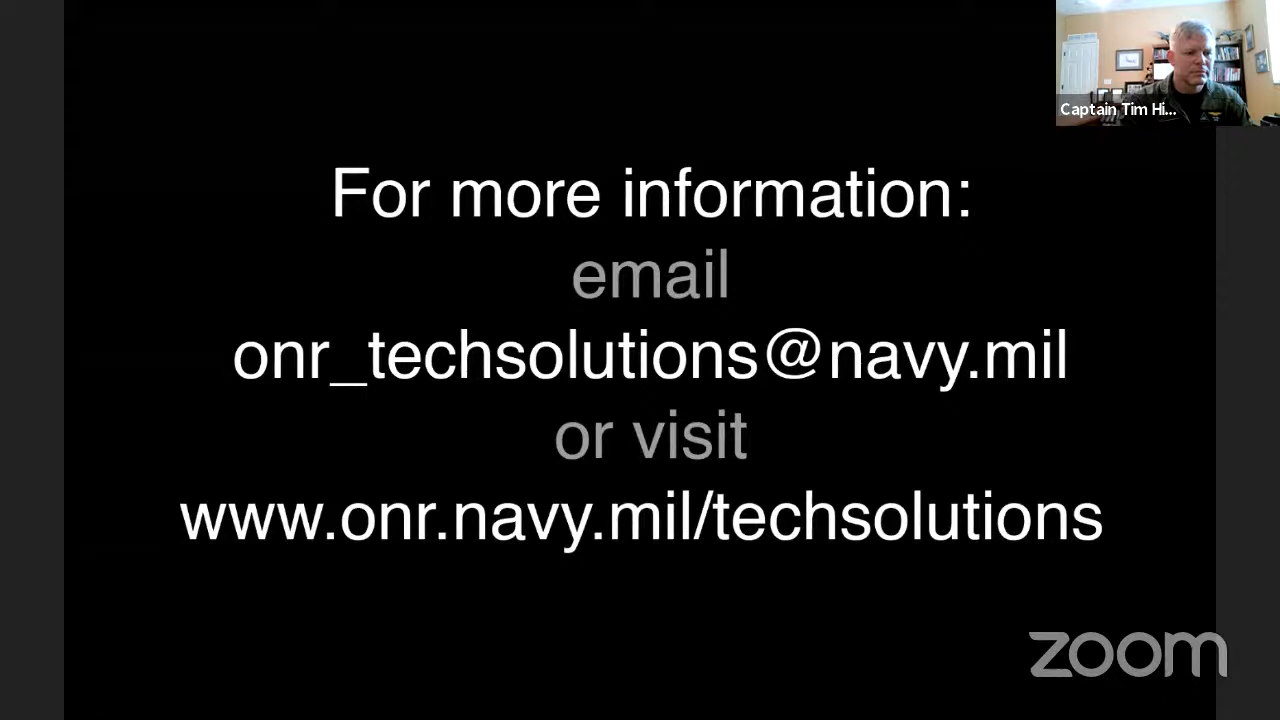 Captain Tim Hi...
For more information:
email
onr_techsolutions@navy.mil
or visit
www.onr.navy.mil/techsolutions
zoom